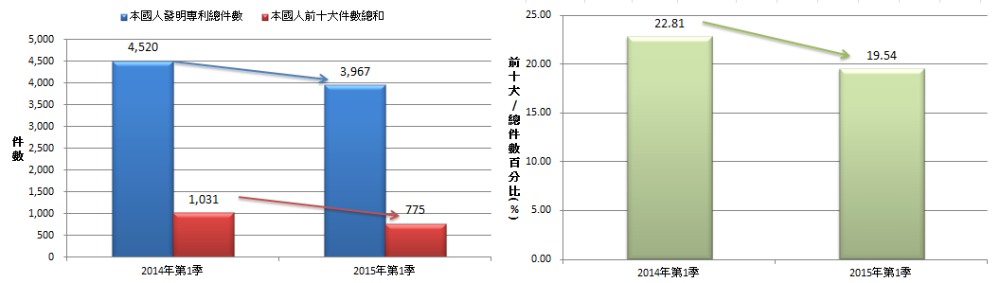 本國人發明專利總件數
本國人前十大件數總和
件數
5,000
4,500
4,000
3,500
3,000
2,500
2,000
1,500
1,000
500
0
4,520
3,967
1,031
775
2014年第1季
2015年第1季
前十大/總件數百分比(%)
25.00
20.00
15.00
10.00
5.00
0.00
22.81
19.54
2014年第1季
2015年第1季